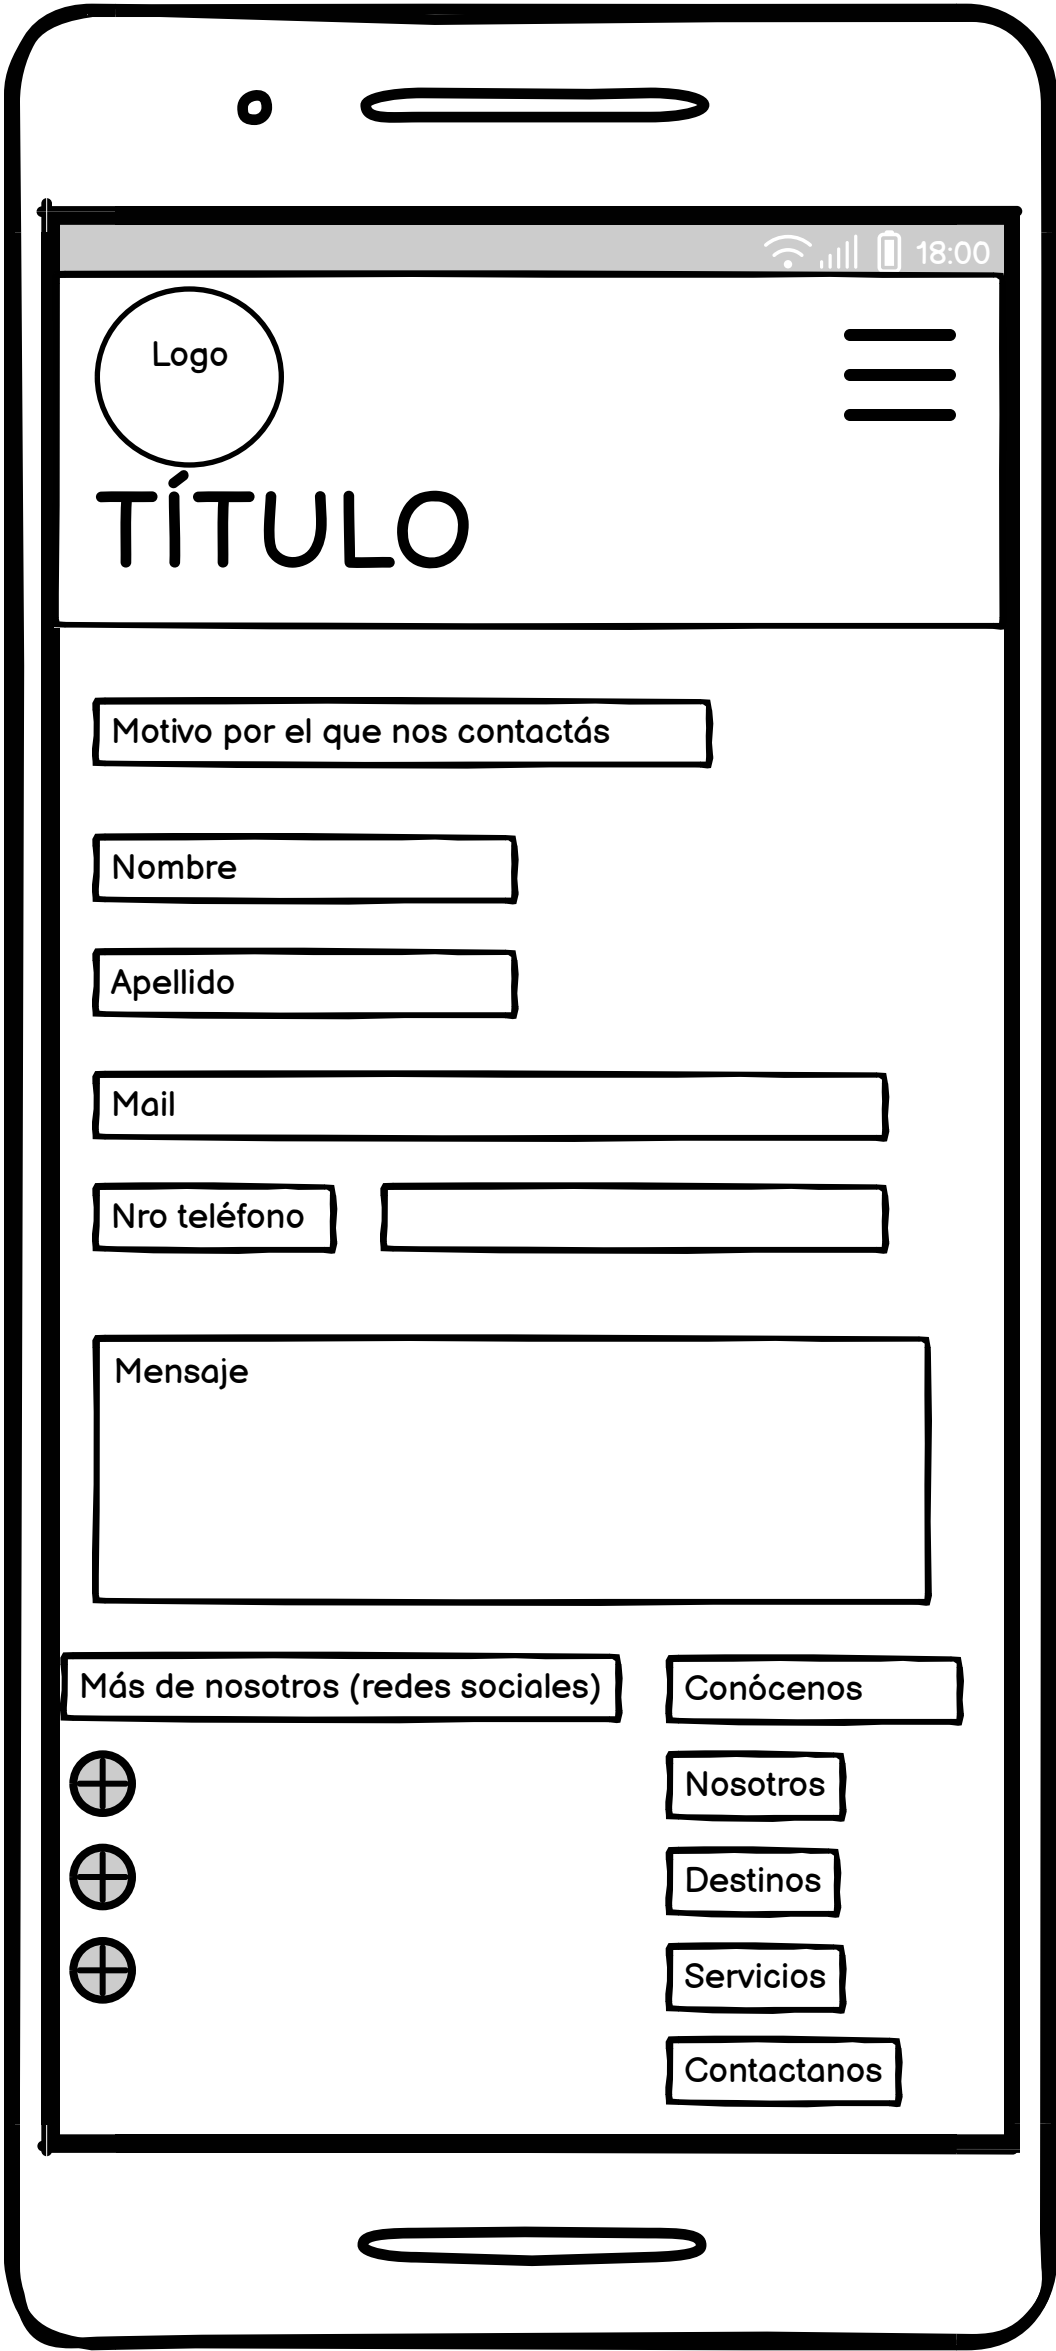 18:00
Logo
TÍTULO
Motivo por el que nos contactás
Nombre
Apellido
Mail
Nro teléfono
Mensaje
Más de nosotros (redes sociales)
Conócenos
Nosotros
Destinos
Servicios
Contactanos